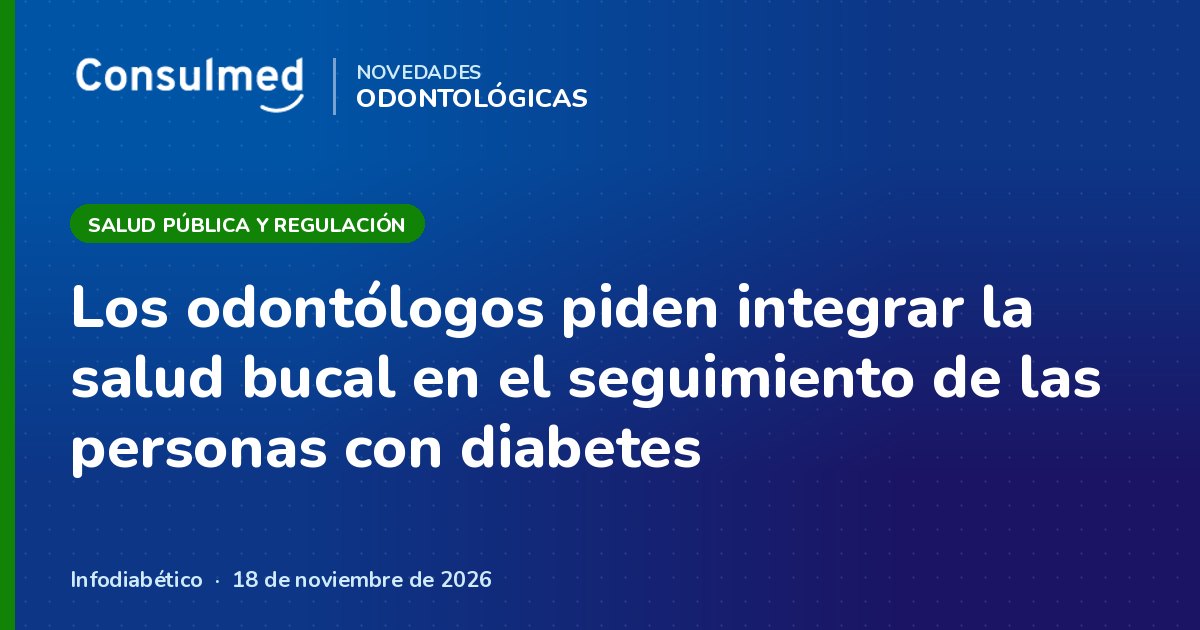 Consulmed
NOVEDADES
ODONTOLÓGICAS
SALUD PÚBLICA Y REGULACIÓN
Los odontólogos piden integrar la
salud bucal en el seguimiento de las
personas con diabetes
Infodiabético · 18 de noviembre de 2026